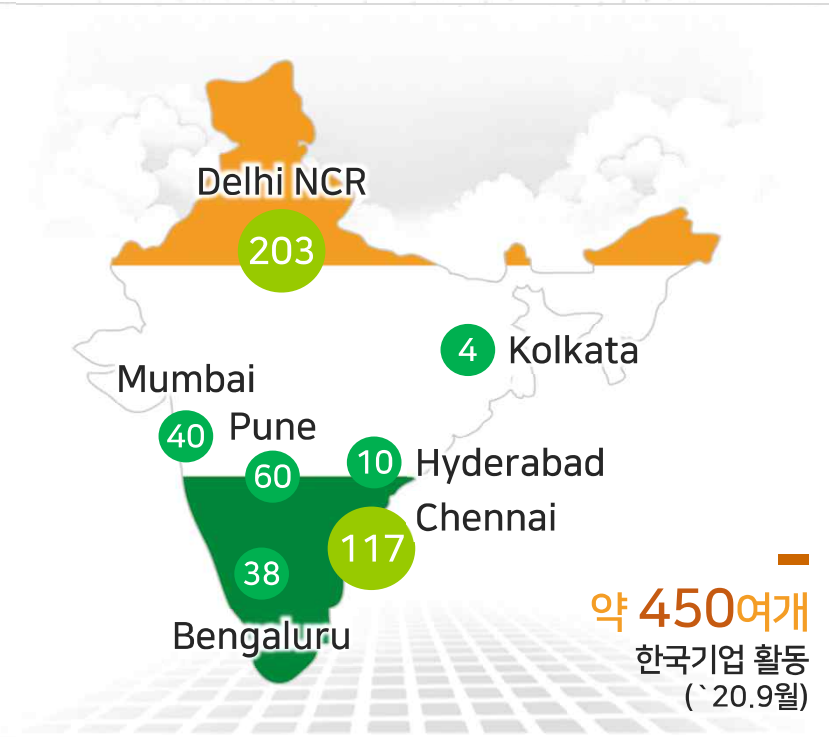 Delhi NCR
203
4 Kolkata
Mumbai
40
Pune
60
10 Hyderabad
Chennai
117
38
Bengaluru
약 450여개
한국기업 활동
(`20.9월)